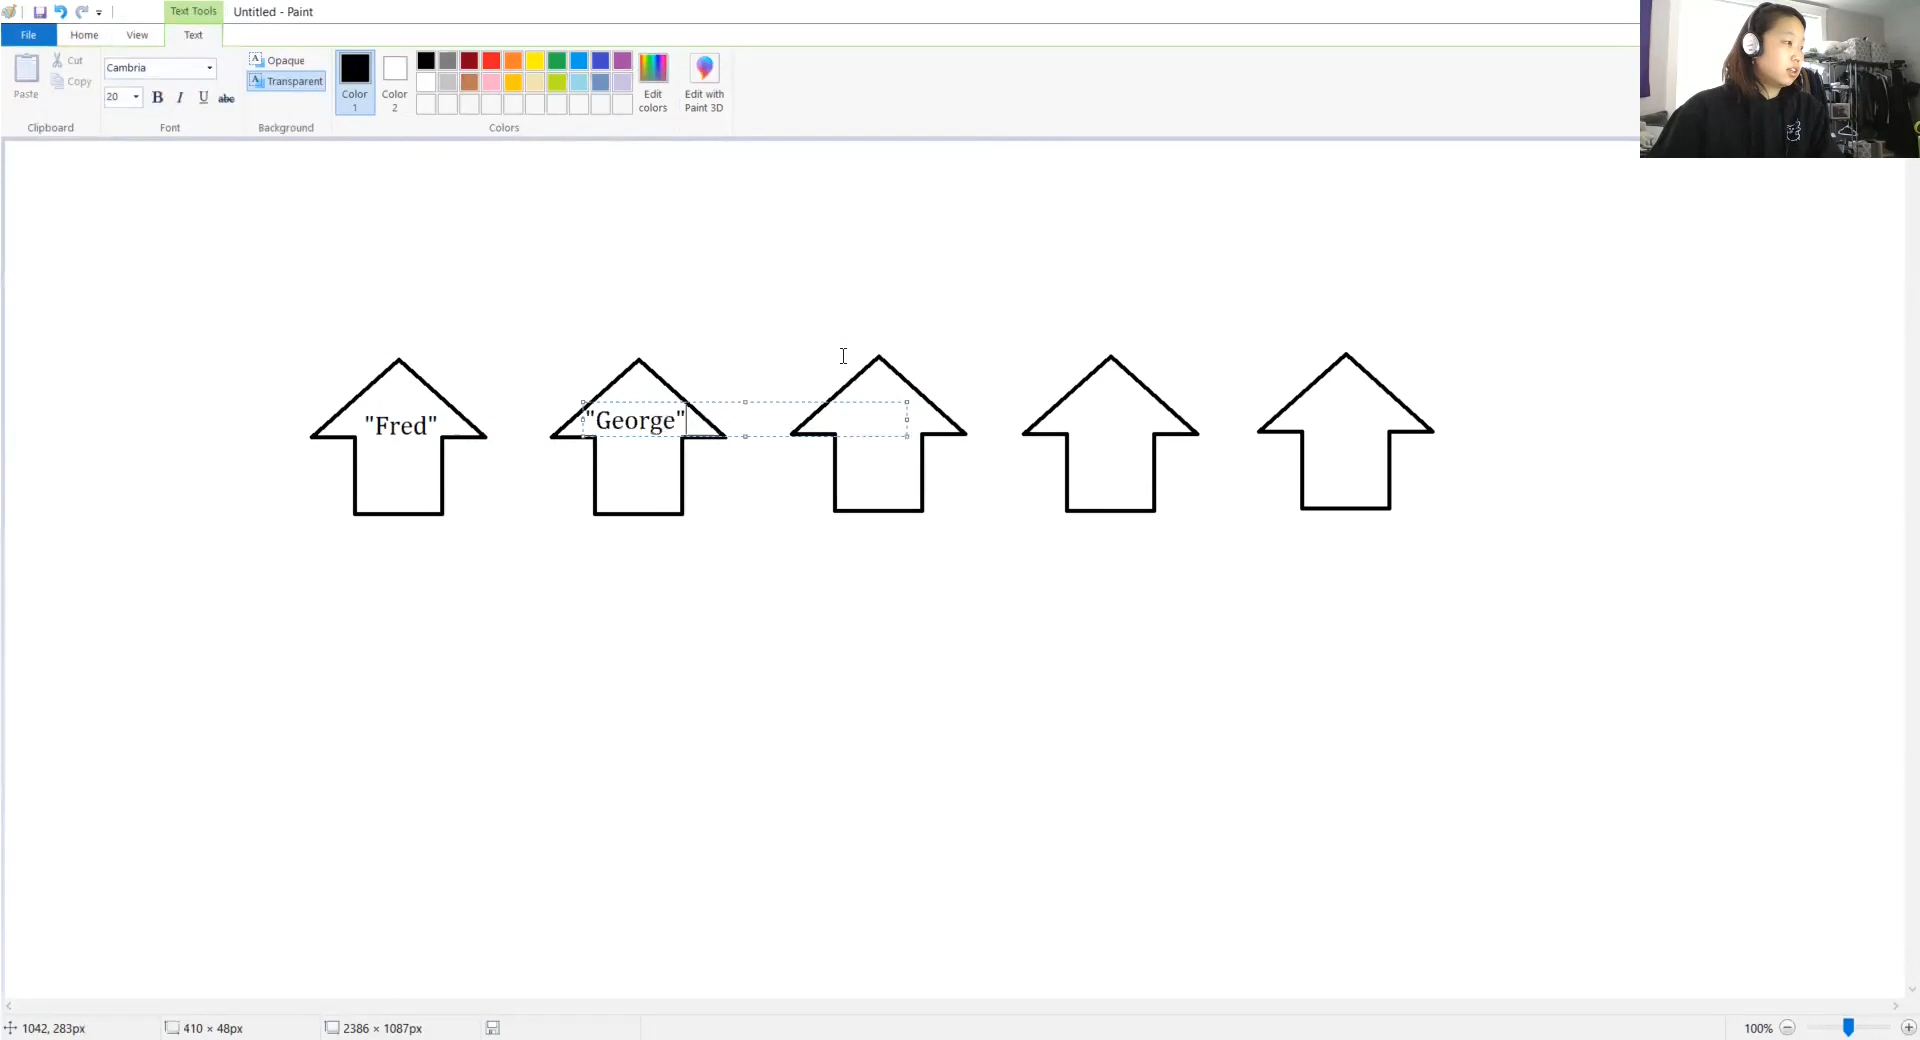 Text Tools
Untitled - Paint
File
Home
View
Text
Paste
Cut
Copy
Clipboard
Cambria
20
B
I
U
abc
Font
A Opaque
A Transparent
Background
Color
1
Color
2
Edit
colors
Edit with
Paint 3D
Colors
"Fred"
"George"
1042, 283px
410 × 48px
2386 × 1087px
100%